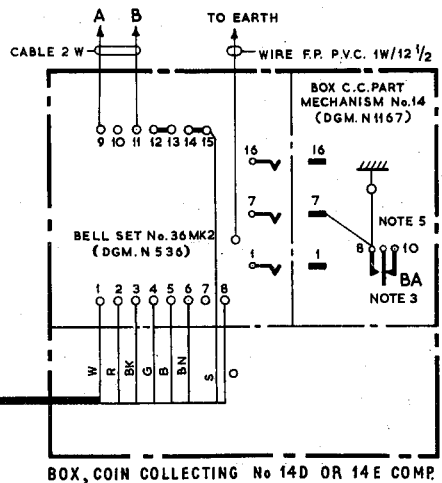 A B TO EARTH
CABLE 2 W WIRE F.P. P.V.C. 1W/12 1/2
BOX C.C. PART
MECHANISM No.14
(DGM. N1167)
9 10 11 12 13 14 15
16 16
7 7
NOTE 5
BELL SET No. 36 MK2
(DGM. N 536)
1 1
8 10
BA
NOTE 3
1 2 3 4 5 6 7 8
W R BK G B BN S O
BOX, COIN COLLECTING No 14D OR 14E COMP.